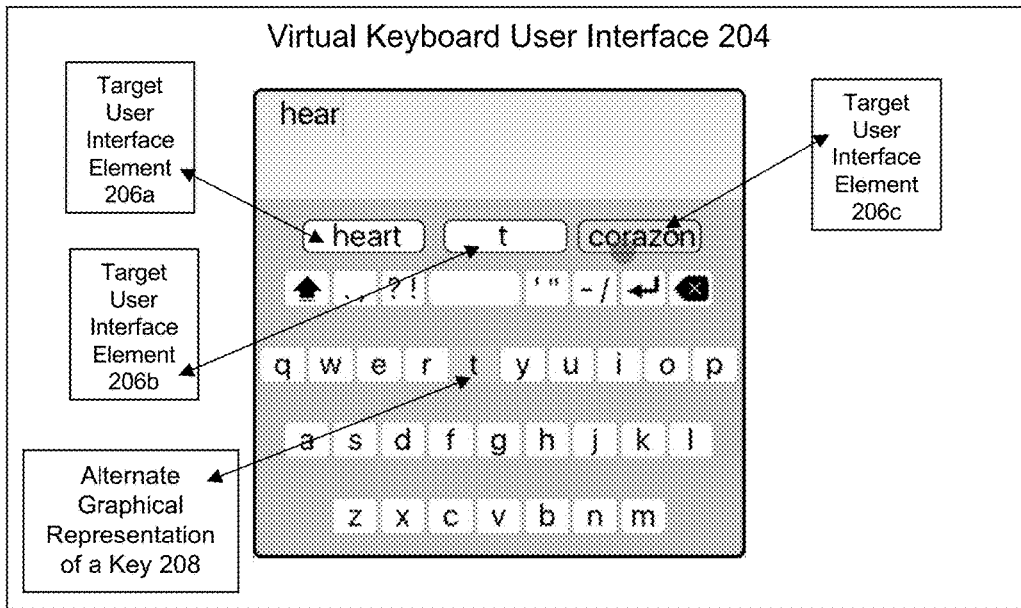 Virtual Keyboard User Interface 204
Target
User
Interface
Element
206a
hear
Target
User
Interface
Element
206c
heart t corazón
. , ? ! ' " - /
Target
User
Interface
Element
206b
q w e r t y u i o p
a s d f g h j k l
Alternate
Graphical
Representation
of a Key 208
z x c v b n m